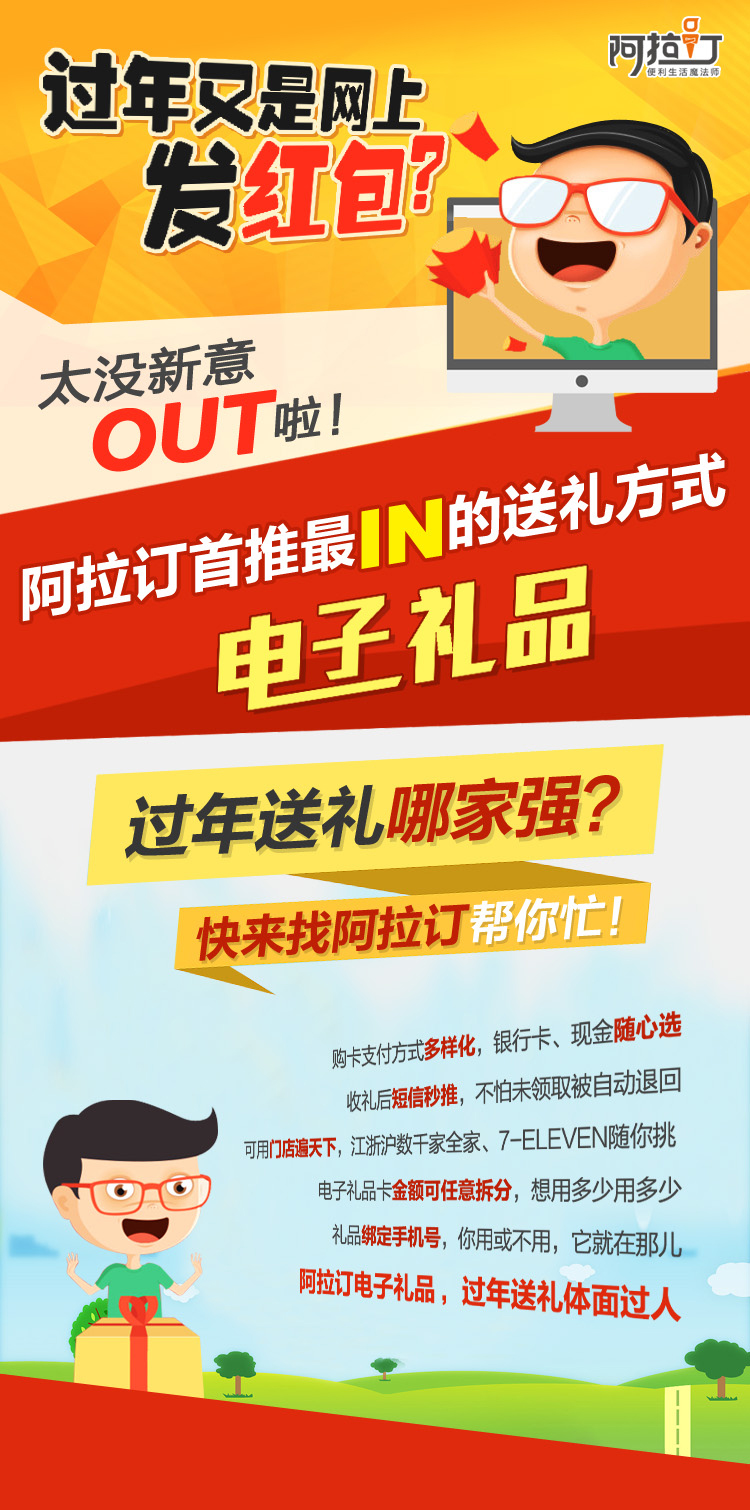 阿拉订
便利生活魔法师
过年又是网上
发红包?
太没新意
OUT啦!
阿拉订首推最IN的送礼方式
电子礼品
过年送礼哪家强?
快来找阿拉订帮你忙!
购卡支付方式多样化，银行卡、现金随心选
收礼后短信秒推，不怕未领取被自动退回
可用门店遍天下，江浙沪数千家全家、7-ELEVEN随你挑
电子礼品卡金额可任意拆分，想用多少用多少
礼品绑定手机号，你用或不用，它就在那儿
阿拉订电子礼品，过年送礼体面过人